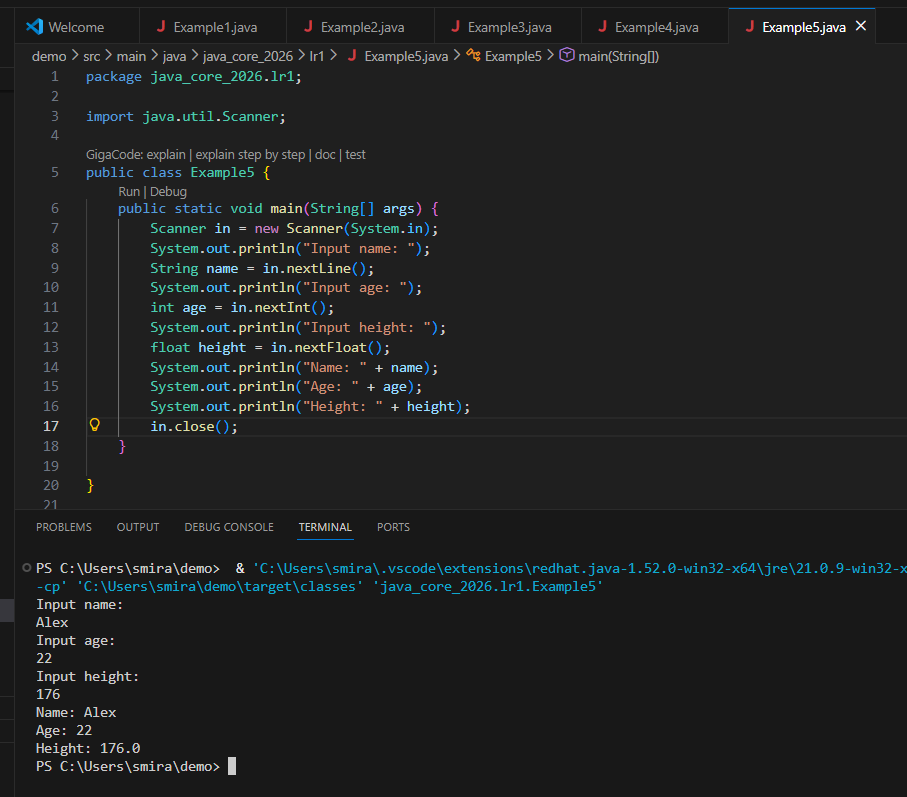 Welcome
Example1.java
Example2.java
Example3.java
Example4.java
Example5.java
demo > src > main > java > java_core_2026 > lr1 > Example5.java > Example5 > main(String[])
1 package java_core_2026.lr1;
2
3 import java.util.Scanner;
4
GigaCode: explain | explain step by step | doc | test
5 public class Example5 {
Run | Debug
6 public static void main(String[] args) {
7 Scanner in = new Scanner(System.in);
8 System.out.println("Input name: ");
9 String name = in.nextLine();
10 System.out.println("Input age: ");
11 int age = in.nextInt();
12 System.out.println("Input height: ");
13 float height = in.nextFloat();
14 System.out.println("Name: " + name);
15 System.out.println("Age: " + age);
16 System.out.println("Height: " + height);
17 in.close();
18 }
19
20 }
21
PROBLEMS OUTPUT DEBUG CONSOLE TERMINAL PORTS
PS C:\Users\smira\demo> & 'C:\Users\smira\.vscode\extensions\redhat.java-1.52.0-win32-x64\jre\21.0.9-win32-x
-cp' 'C:\Users\smira\demo\target\classes' 'java_core_2026.lr1.Example5'
Input name:
Alex
Input age:
22
Input height:
176
Name: Alex
Age: 22
Height: 176.0
PS C:\Users\smira\demo>